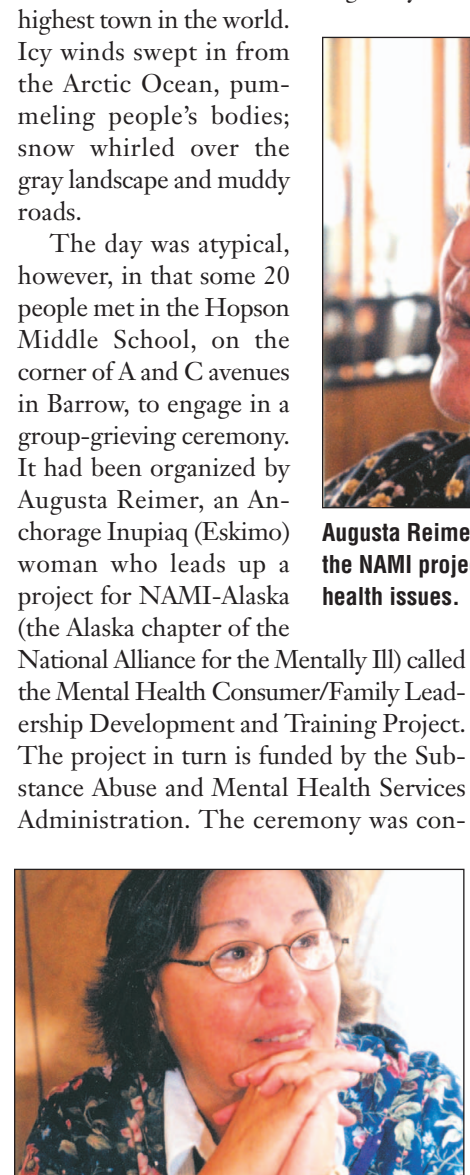 highest town in the world.
Icy winds swept in from
the Arctic Ocean, pum-
meling people's bodies;
snow whirled over the
gray landscape and muddy
roads.
The day was atypical,
however, in that some 20
people met in the Hopson
Middle School, on the
corner of A and C avenues
in Barrow, to engage in a
group-grieving ceremony.
It had been organized by
Augusta Reimer, an An-
chorage Inupiaq (Eskimo)
woman who leads up a
project for NAMI-Alaska
(the Alaska chapter of the
National Alliance for the Mentally Ill) called
the Mental Health Consumer/Family Lead-
ership Development and Training Project.
The project in turn is funded by the Sub-
stance Abuse and Mental Health Services
Administration. The ceremony was con-
Augusta Reime
the NAMI proje
health issues.